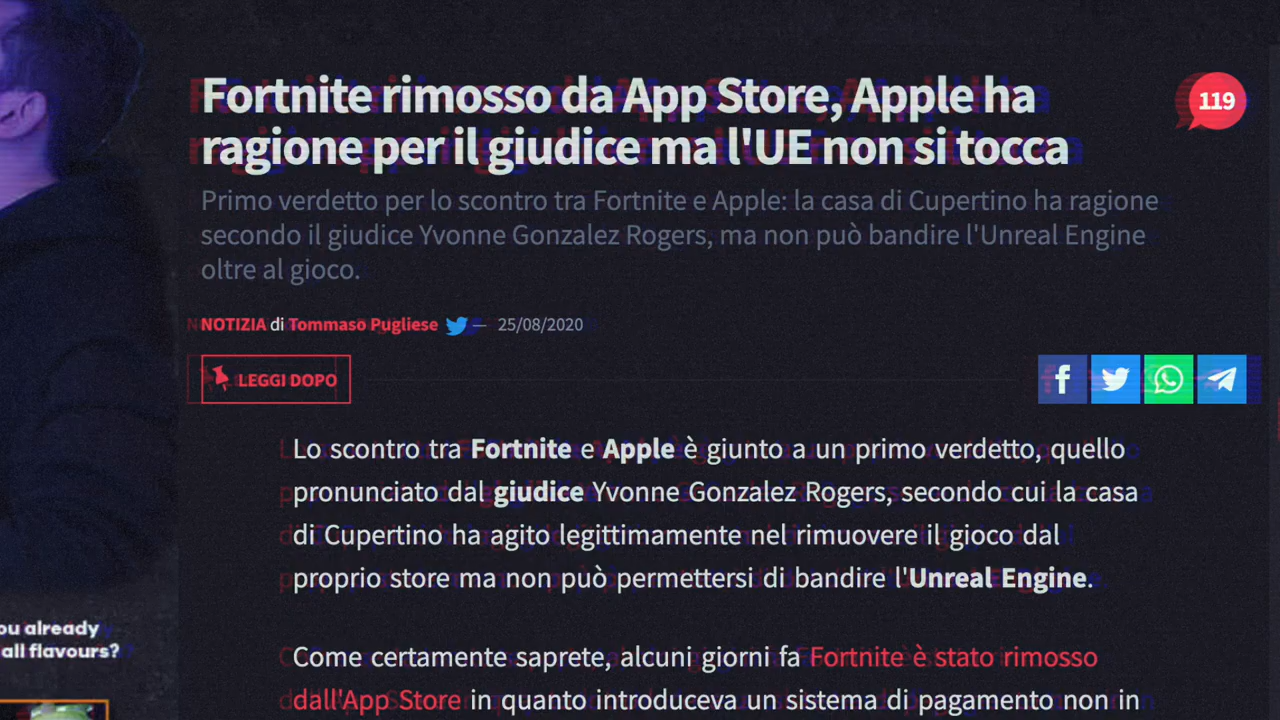 Fortnite rimosso da App Store, Apple ha
ragione per il giudice ma l'UE non si tocca
119
Primo verdetto per lo scontro tra Fortnite e Apple: la casa di Cupertino ha ragione
secondo il giudice Yvonne Gonzalez Rogers, ma non può bandire l'Unreal Engine
oltre al gioco.
NOTIZIA di Tommaso Pugliese — 25/08/2020
LEGGI DOPO
Lo scontro tra Fortnite e Apple è giunto a un primo verdetto, quello
pronunciato dal giudice Yvonne Gonzalez Rogers, secondo cui la casa
di Cupertino ha agito legittimamente nel rimuovere il gioco dal
proprio store ma non può permettersi di bandire l'Unreal Engine.
Come certamente saprete, alcuni giorni fa Fortnite è stato rimosso
dall'App Store in quanto introduceva un sistema di pagamento non in
ou already
all flavours?